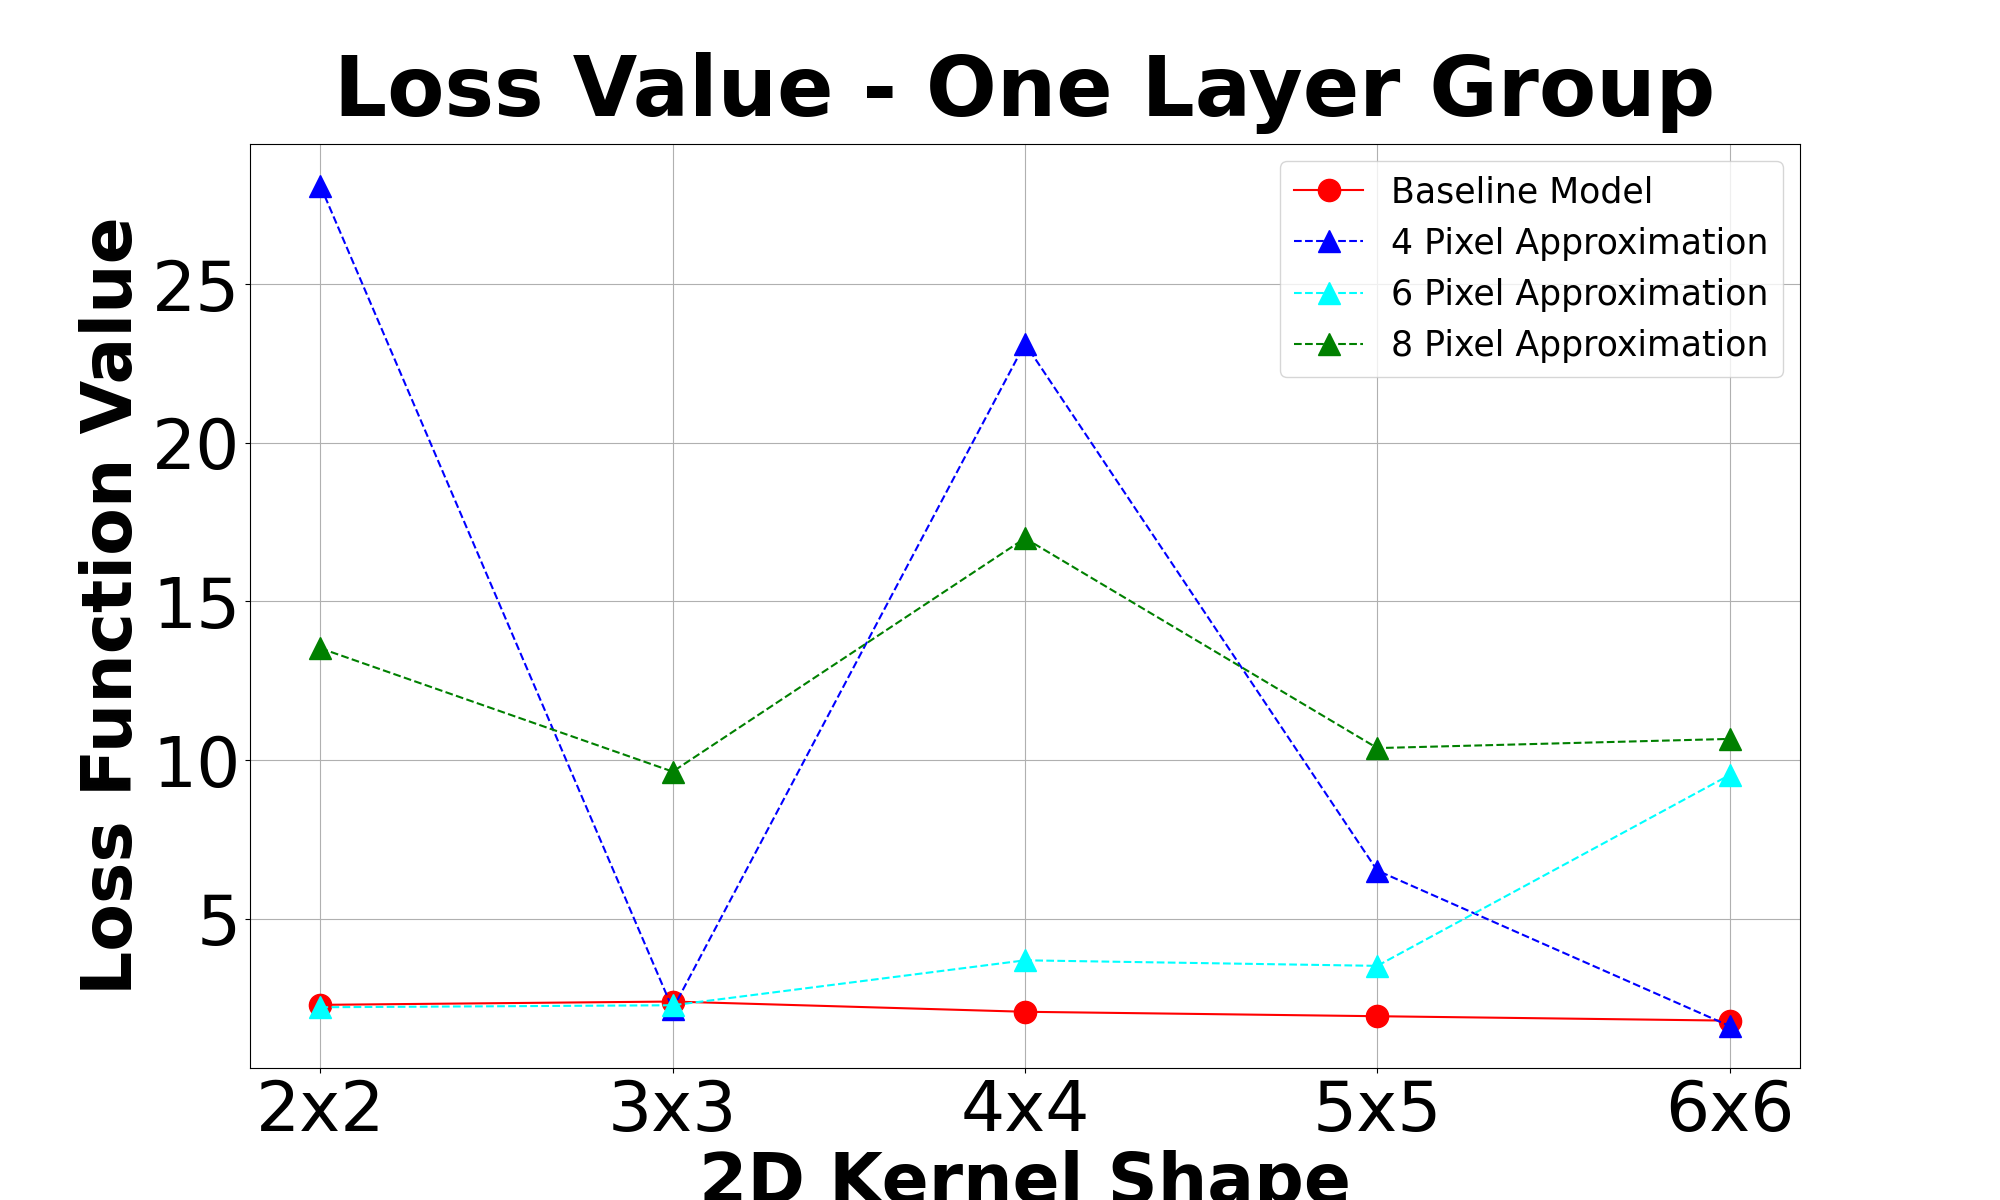 Loss Value - One Layer Group
Loss Function Value
25
20
15
10
5
Baseline Model
4 Pixel Approximation
6 Pixel Approximation
8 Pixel Approximation
2x2 3x3 4x4 5x5 6x6
2D Kernel Shape